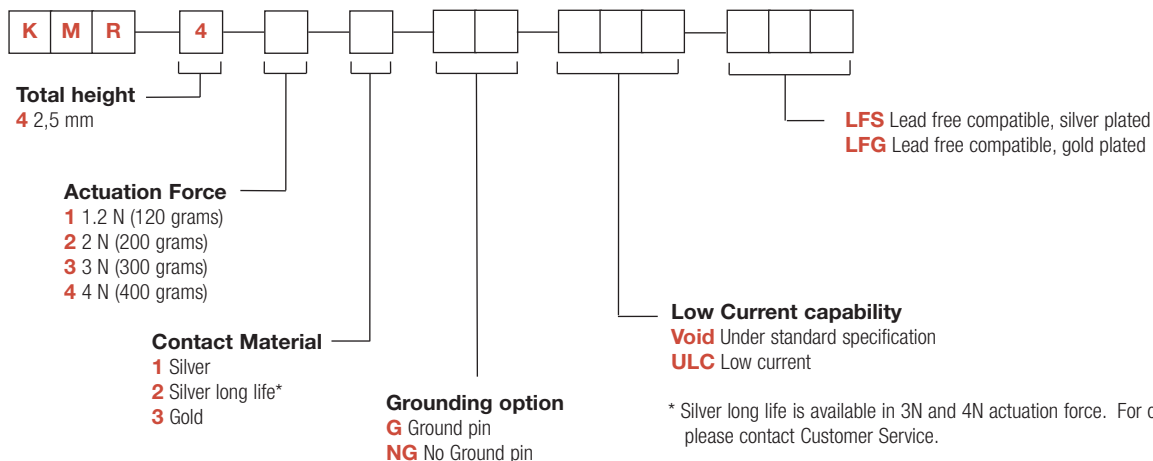 K M R 4
Total height
4 2,5 mm
LFS Lead free compatible, silver plated
LFG Lead free compatible, gold plated
Actuation Force
1 1.2 N (120 grams)
2 2 N (200 grams)
3 3 N (300 grams)
4 4 N (400 grams)
Contact Material
1 Silver
2 Silver long life*
3 Gold
Grounding option
G Ground pin
NG No Ground pin
Low Current capability
Void Under standard specification
ULC Low current
* Silver long life is available in 3N and 4N actuation force. For
please contact Customer Service.